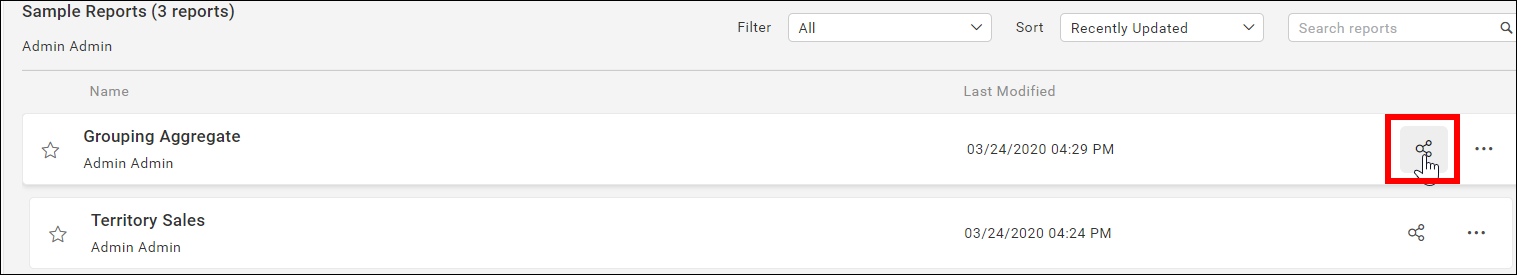 Sample Reports (3 reports)
Admin Admin
Filter
All
Sort
Recently Updated
Search reports
Name
Last Modified
Grouping Aggregate
Admin Admin
03/24/2020 04:29 PM
Territory Sales
Admin Admin
03/24/2020 04:24 PM